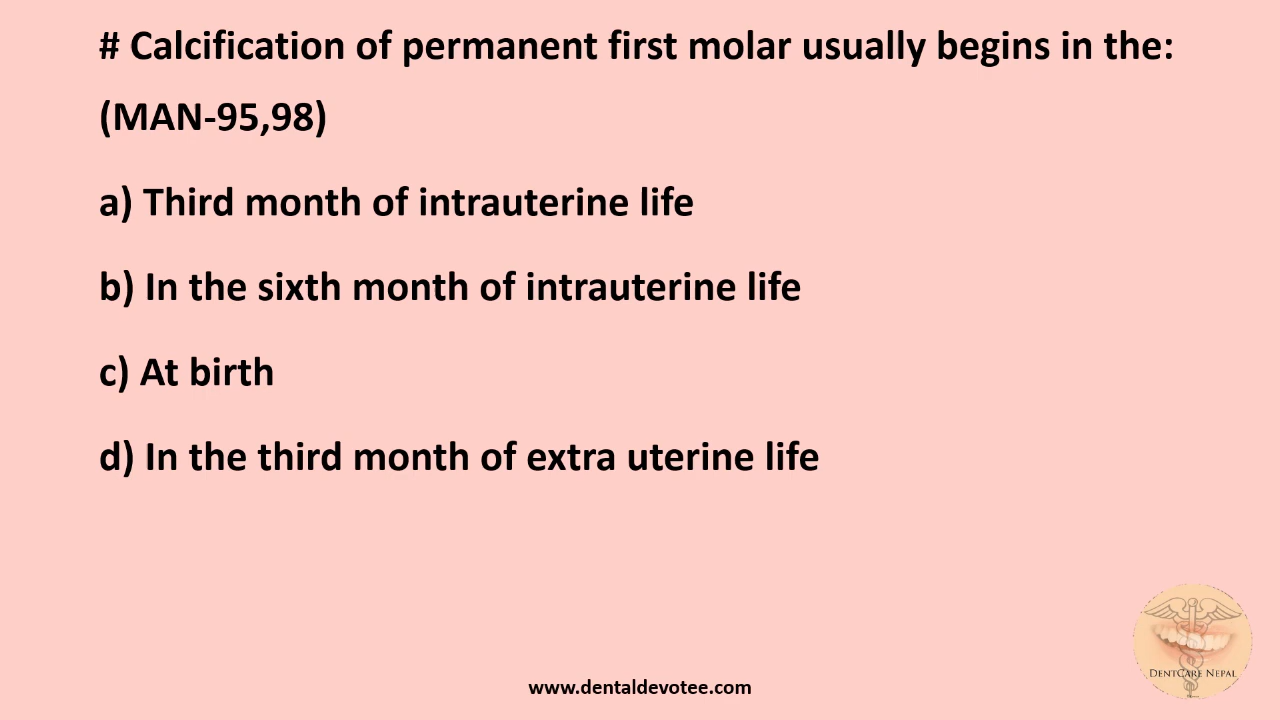 # Calcification of permanent first molar usually begins in the:
(MAN-95,98)
a) Third month of intrauterine life
b) In the sixth month of intrauterine life
c) At birth
d) In the third month of extra uterine life
DENTCARE NEPAL
www.dentaldevotee.com